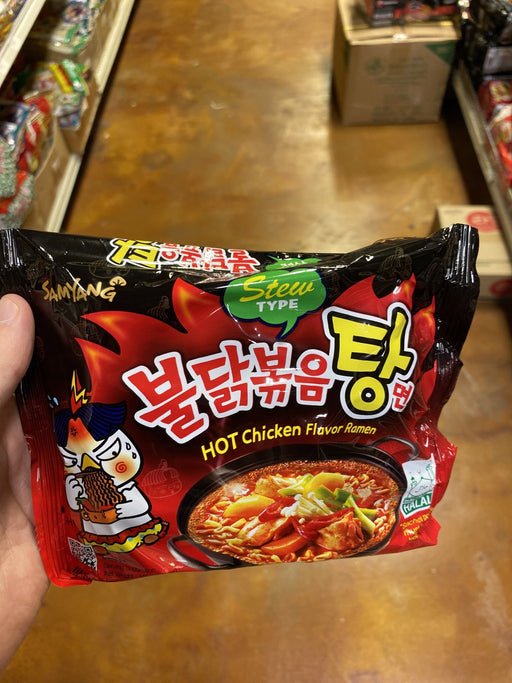 SAMYANG
Stew
TYPE
불닭볶음탕면
HOT Chicken Flavor Ramen
HALAL